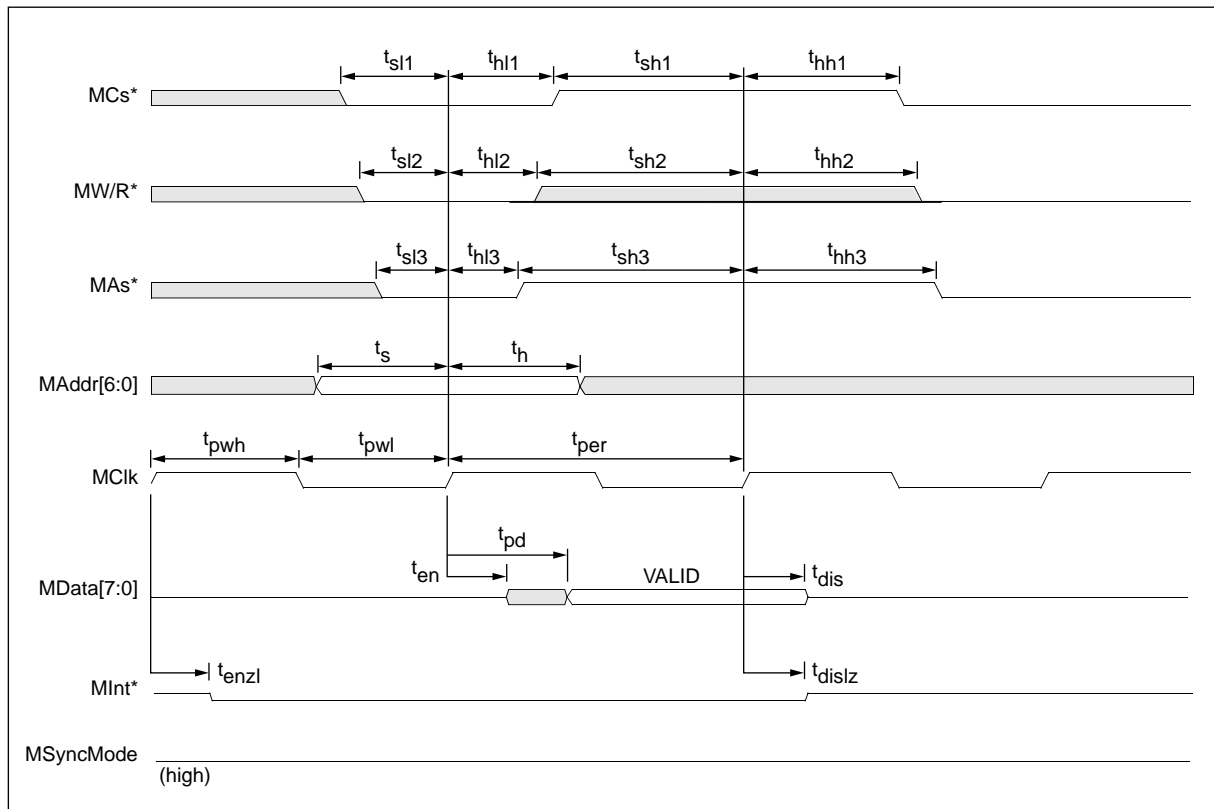 tsl1 thl1 tsh1 thh1
MCs*
tsl2 thl2 tsh2 thh2
MW/R*
tsl3 thl3 tsh3 thh3
MAs*
ts th
MAddr[6:0]
tpwh tpwl tper
MClk
tpd
ten VALID tdis
MData[7:0]
tenzl tdislz
MInt*
MSyncMode
(high)